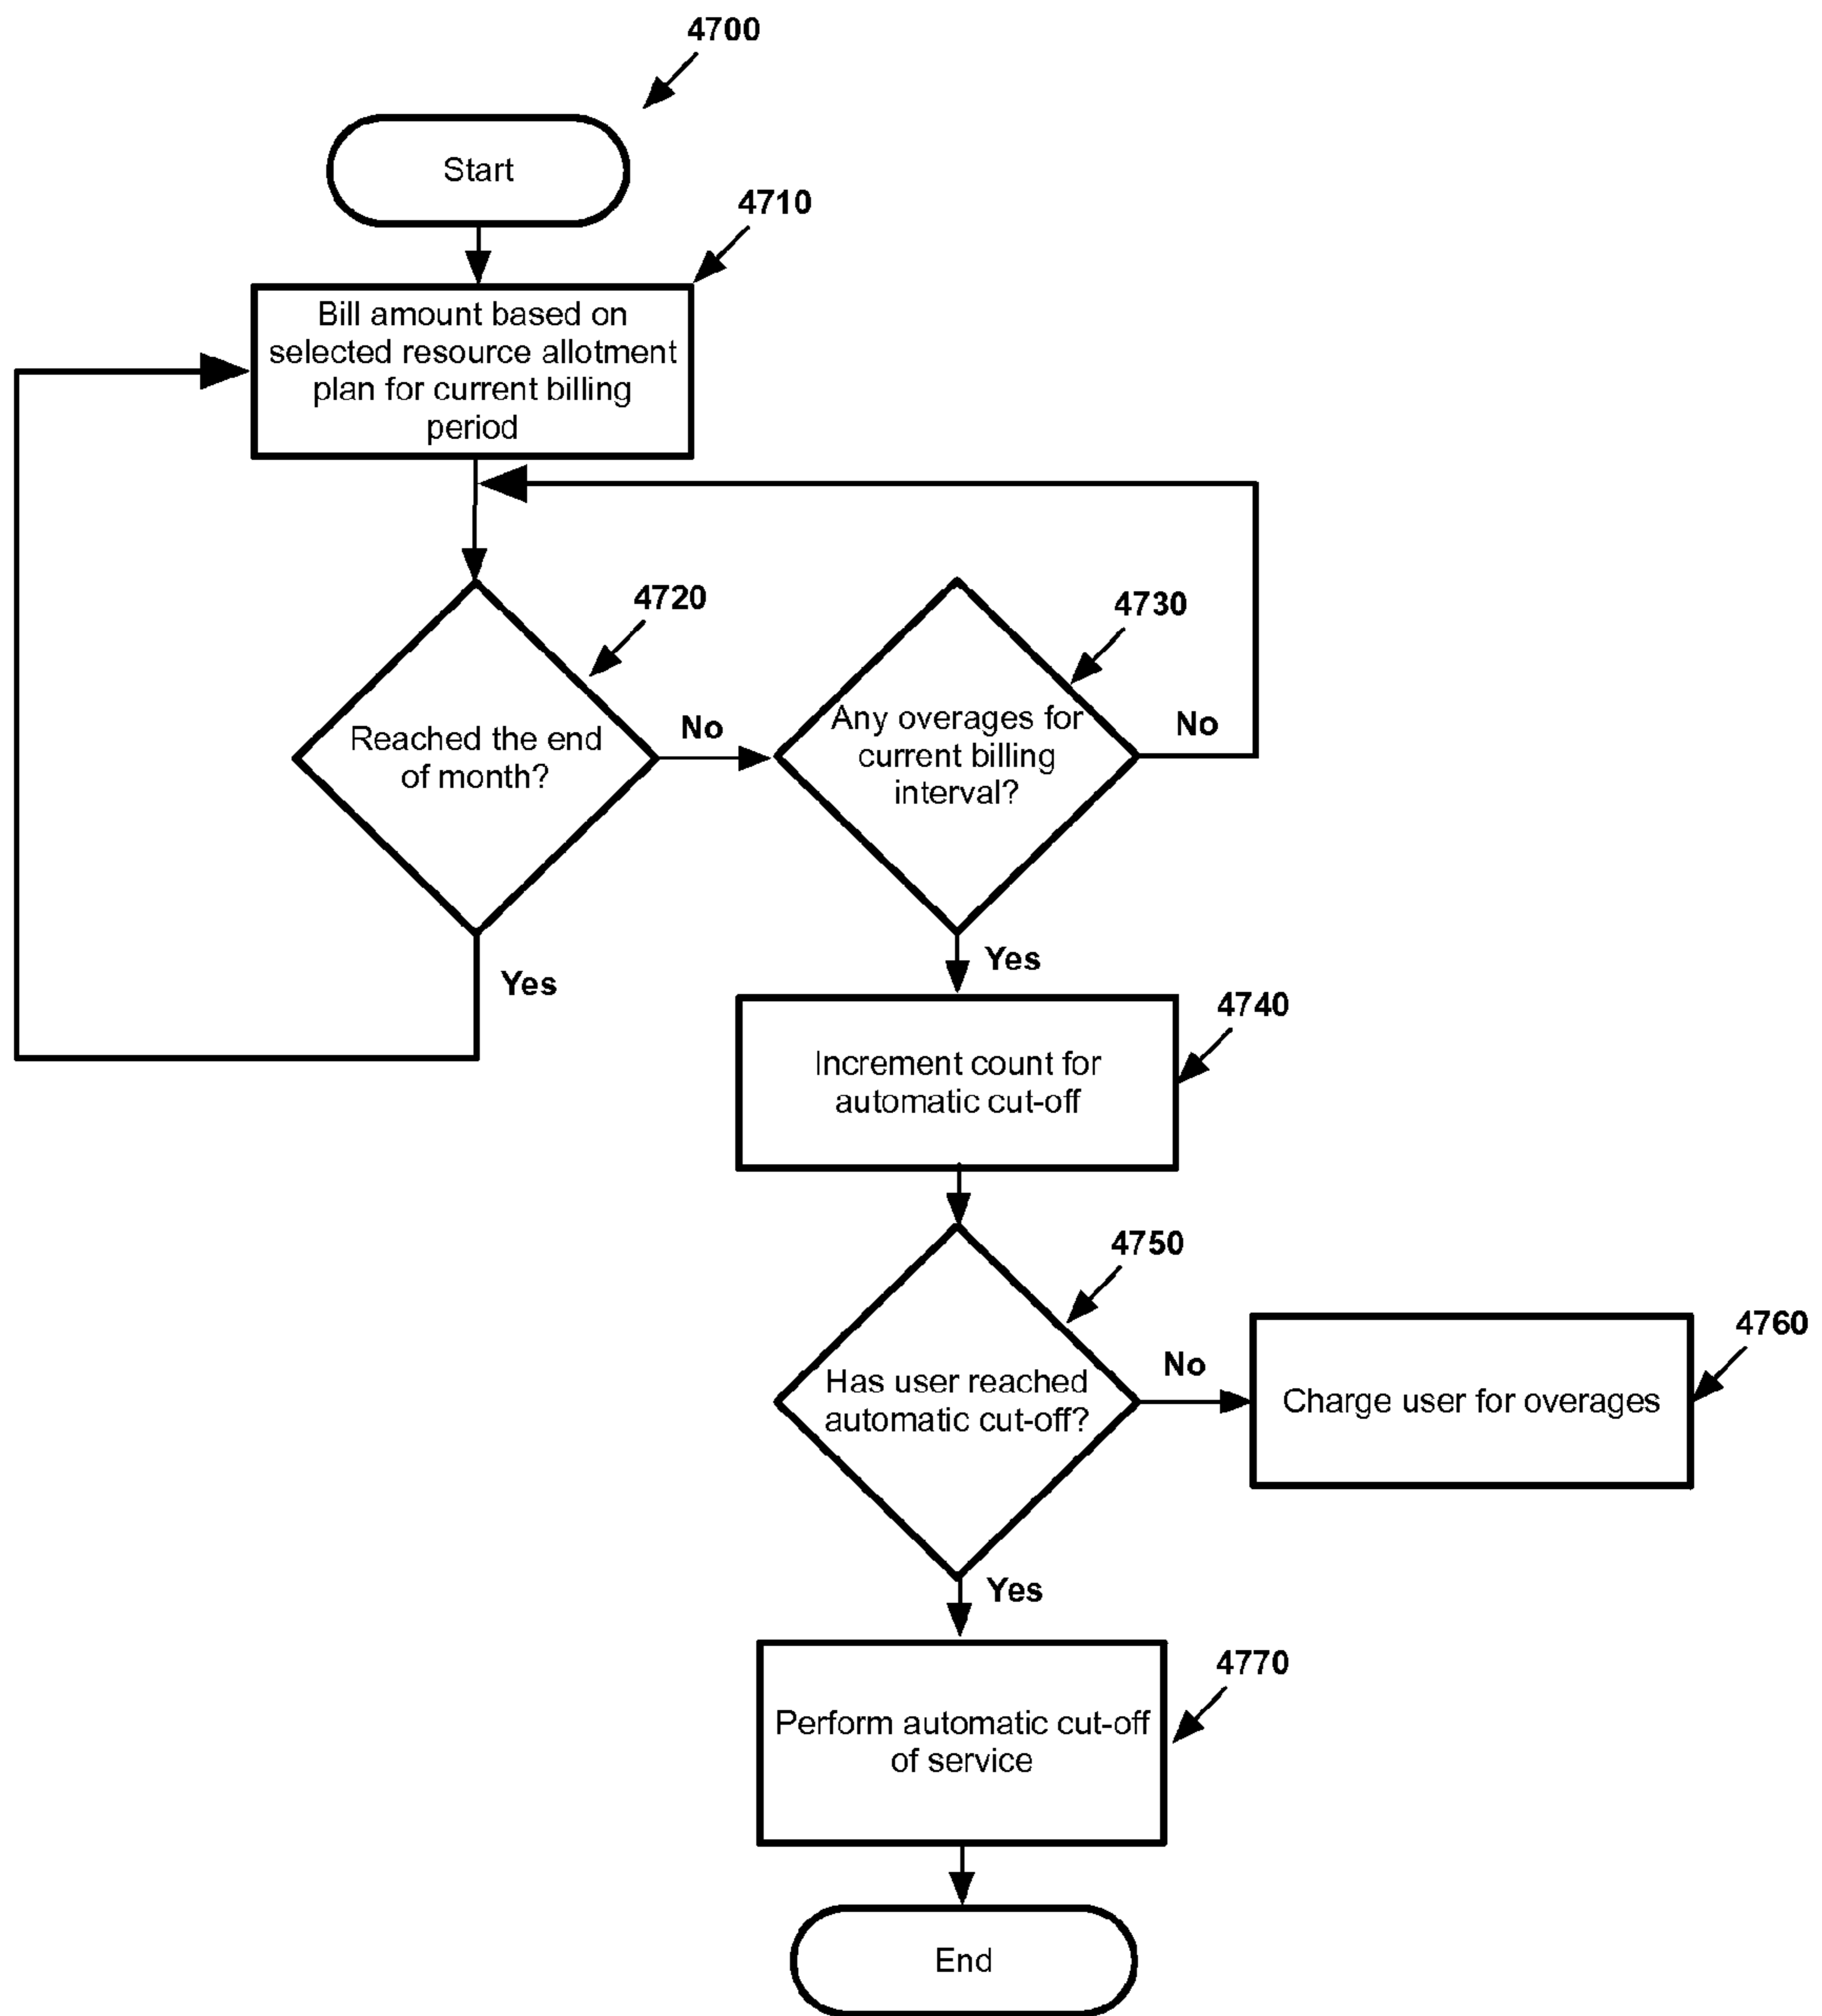 4700
Start
4710
Bill amount based on
selected resource allotment
plan for current billing
period
4720
4730
Reached the end
of month?
No
Any overages for
current billing
interval?
No
Yes
Yes
4740
Increment count for
automatic cut-off
4750
Has user reached
automatic cut-off?
No
4760
Charge user for overages
Yes
4770
Perform automatic cut-off
of service
End